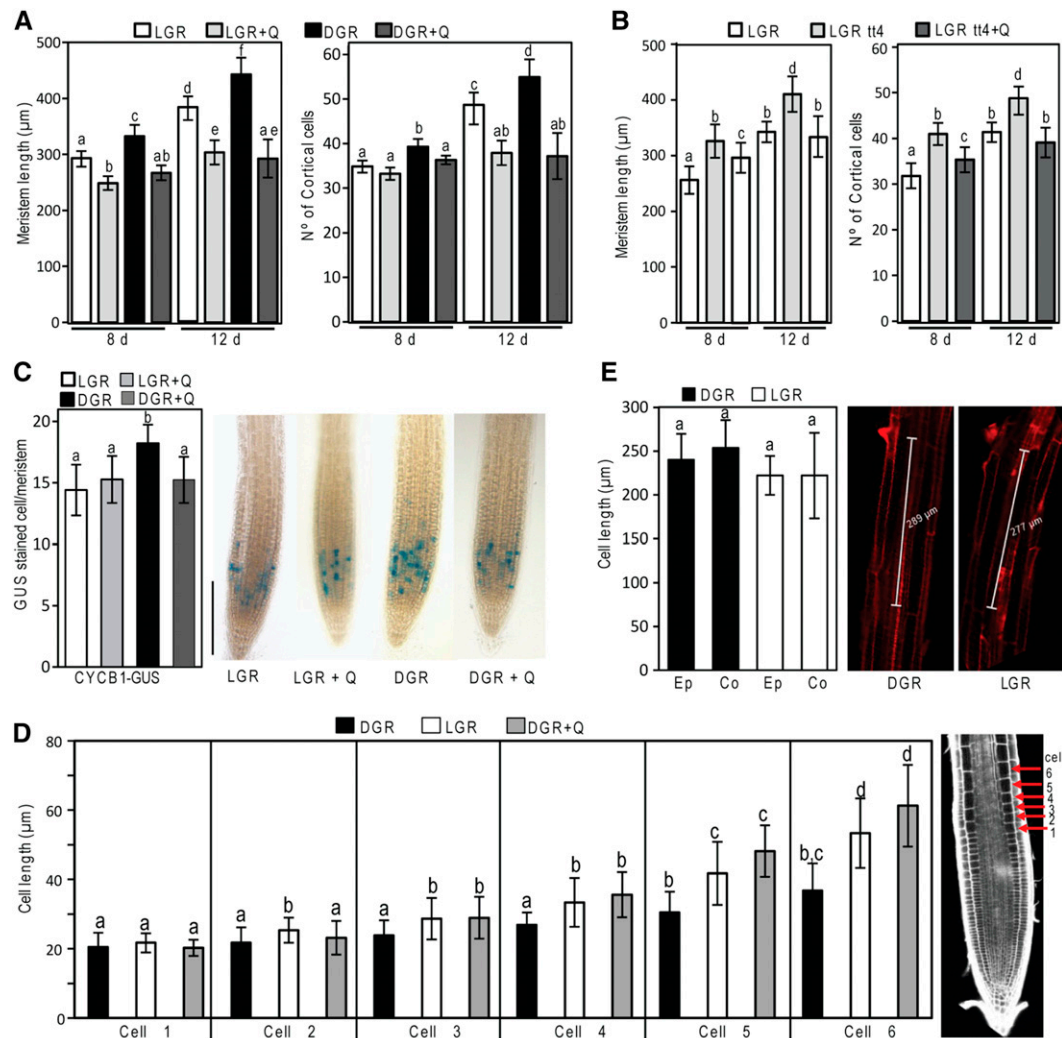 A
LGR LGR+Q DGR DGR+Q
Meristem length (µm)
500
400
300
200
100
0
a b c ab d e f a e
8 d 12 d
Nº of Cortical cells
60
50
40
30
20
10
0
a a b a c ab d ab
8 d 12 d
B
LGR LGR tt4 LGR tt4+Q
Meristem length (µm)
500
400
300
200
100
0
a b c b d b
8 d 12 d
Nº of Cortical cells
60
50
40
30
20
10
0
a b c b d b
8 d 12 d
C
LGR LGR+Q
DGR DGR+Q
GUS stained cell/meristem
20
15
10
5
0
a a b a
CYCB1-GUS
LGR LGR + Q DGR DGR + Q
E
DGR LGR
Cell length (µm)
300
250
200
150
100
50
0
a a a a
Ep Co Ep Co
289 µm
277 µm
DGR LGR
D
DGR LGR DGR+Q
Cell length (µm)
80
60
40
20
0
a a a a b a a b b a b b b c c b,c d d
Cell 1 Cell 2 Cell 3 Cell 4 Cell 5 Cell 6
cel
6
5
4
3
2
1